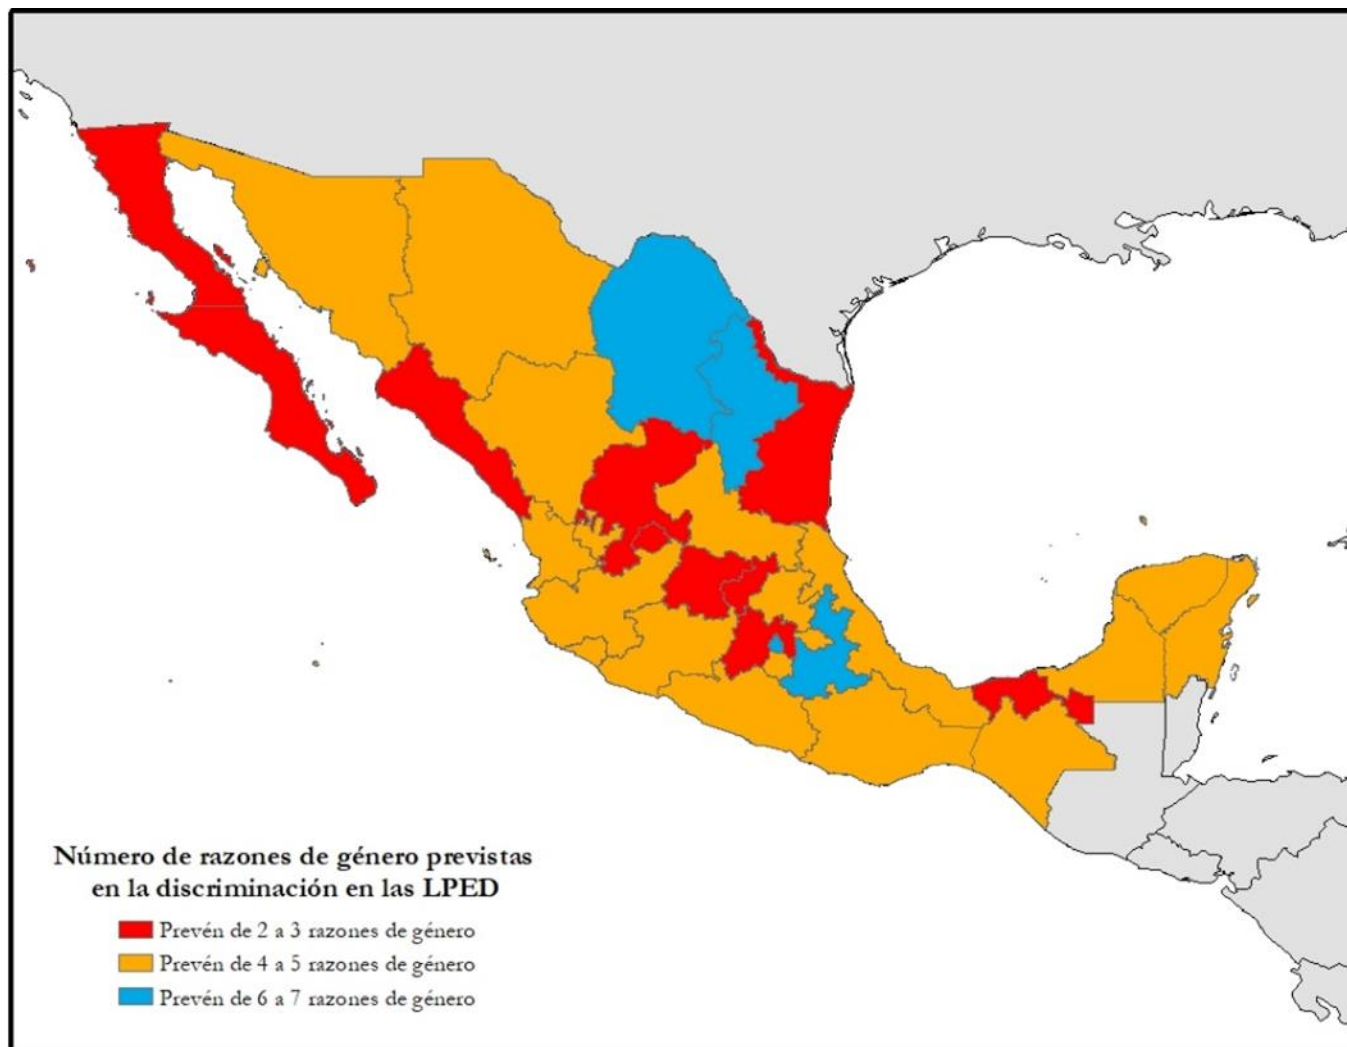 Número de razones de género previstas
en la discriminación en las LPED
Prevén de 2 a 3 razones de género
Prevén de 4 a 5 razones de género
Prevén de 6 a 7 razones de género